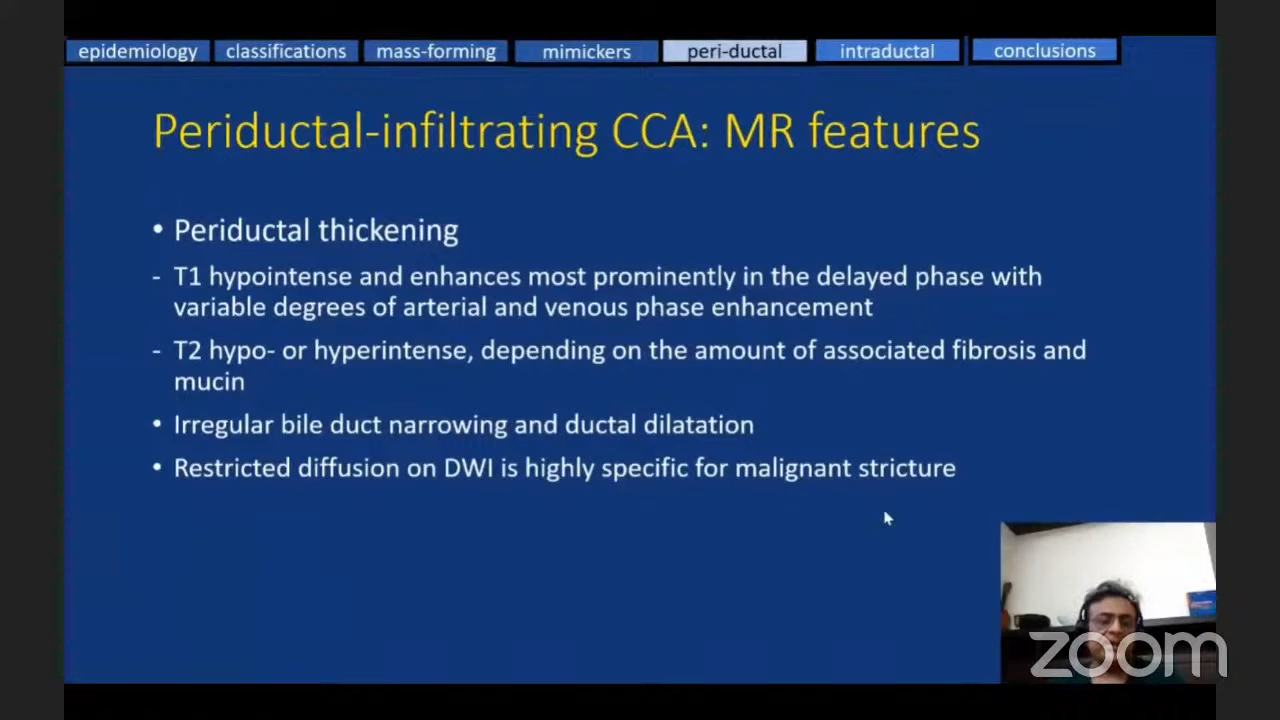 epidemiology classifications mass-forming mimickers peri-ductal intraductal conclusions
Periductal-infiltrating CCA: MR features
• Periductal thickening
- T1 hypointense and enhances most prominently in the delayed phase with
variable degrees of arterial and venous phase enhancement
- T2 hypo- or hyperintense, depending on the amount of associated fibrosis and
mucin
• Irregular bile duct narrowing and ductal dilatation
• Restricted diffusion on DWI is highly specific for malignant stricture
zoom